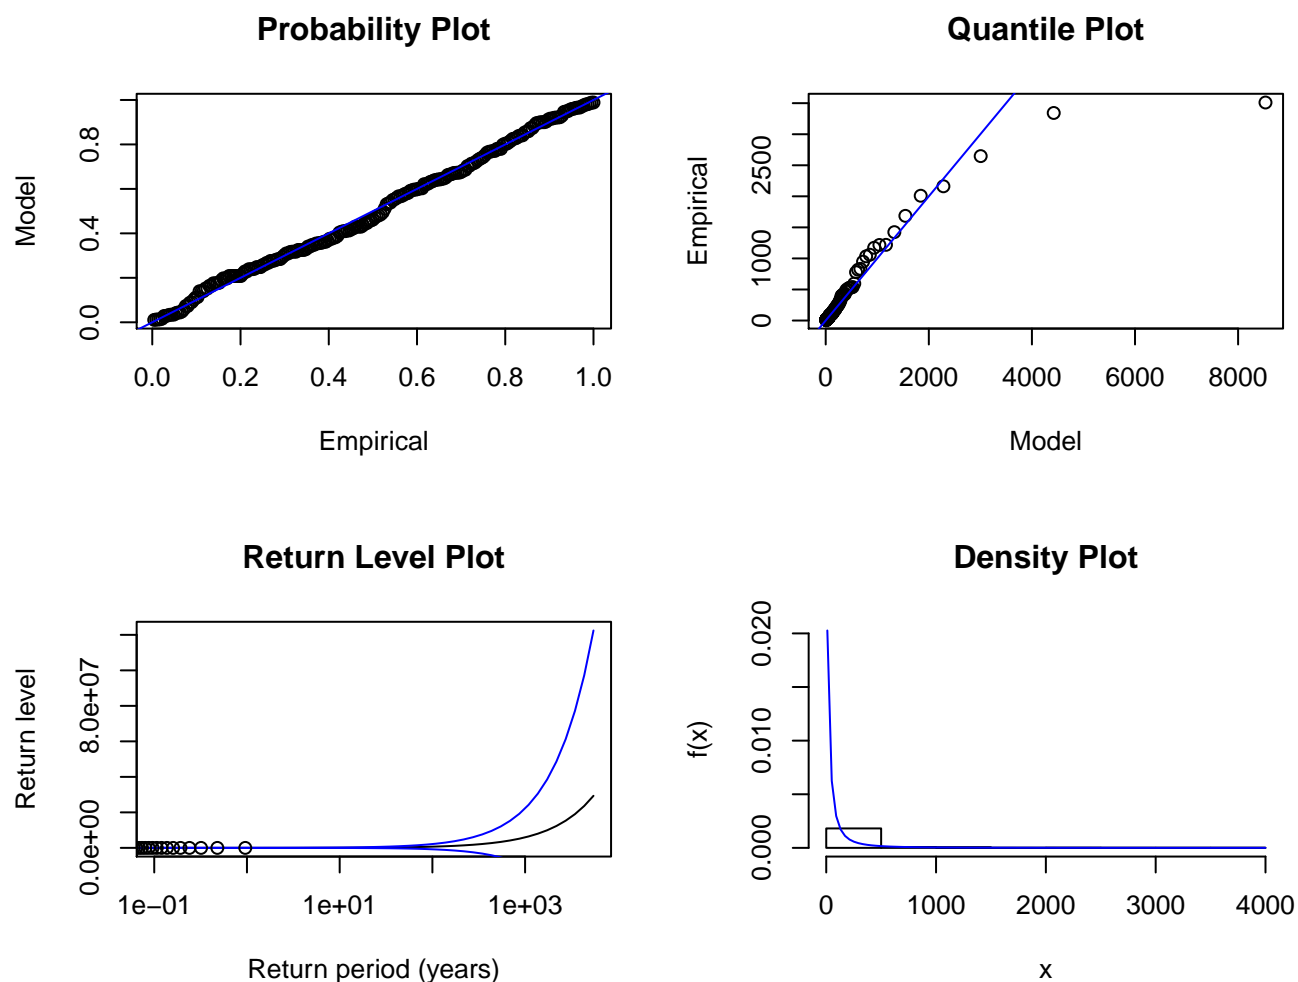 Probability Plot
Model
0.0 0.4 0.8
0.0 0.2 0.4 0.6 0.8 1.0
Empirical
Quantile Plot
Empirical
0 1000 2500
0 2000 4000 6000 8000
Model
Return Level Plot
Return level
0.0e+00 8.0e+07
1e−01 1e+01 1e+03
Return period (years)
Density Plot
f(x)
0.000 0.010 0.020
0 1000 2000 3000 4000
x